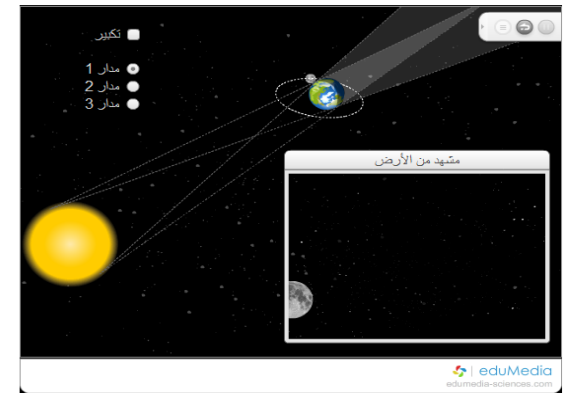 تكبير
مدار 1
مدار 2
مدار 3
مشهد من الأرض
eduMedia
edumedia-sciences.com